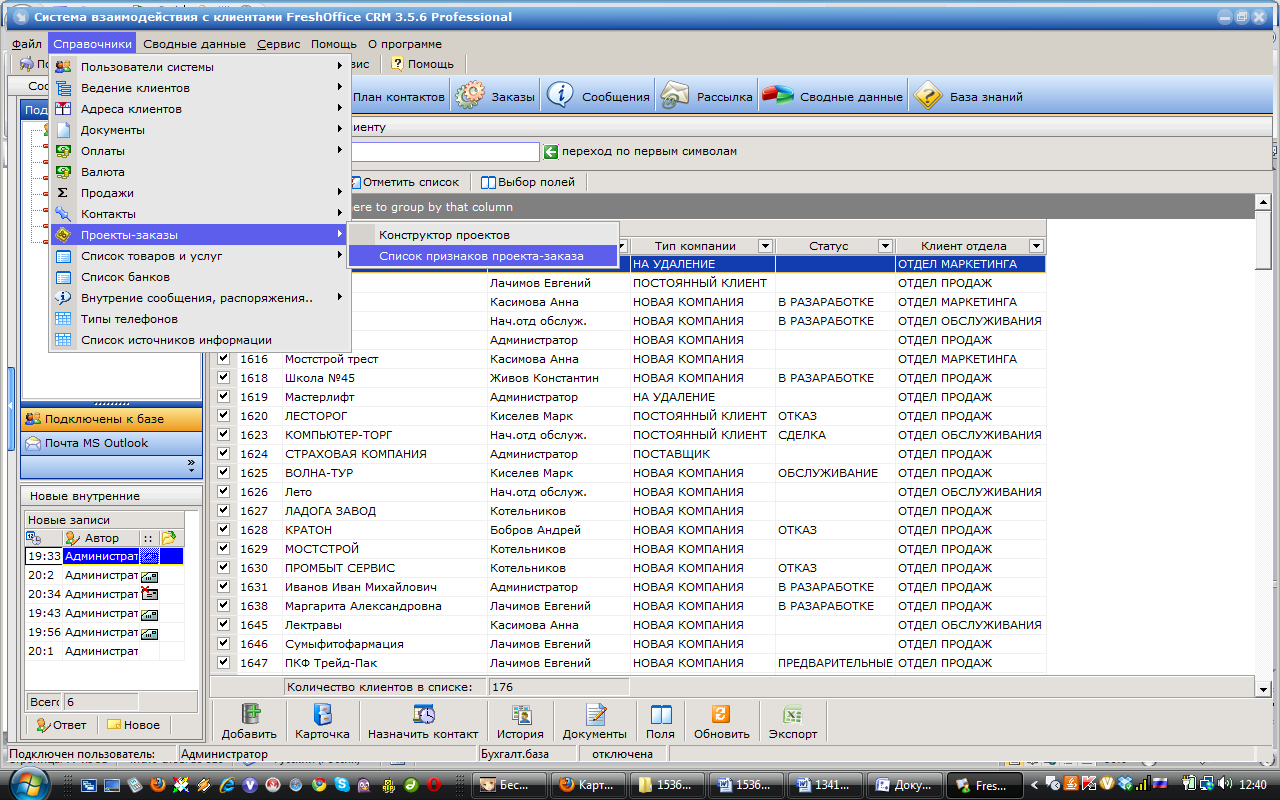 Система взаимодействия с клиентами FreshOffice CRM 3.5.6 Professional
Файл Справочники Сводные данные Сервис Помощь О программе
По вис ? Помощь
Соо План контактов Заказы Сообщения Рассылка Сводные данные База знаний
Под
Пользователи системы
Ведение клиентов
Адреса клиентов
Документы
Оплаты
Валюта
Продажи
Контакты
Проекты-заказы
Список товаров и услуг
Список банков
Внутрение сообщения, распоряжения..
Типы телефонов
Список источников информации
Конструктор проектов
Список признаков проекта-заказа
иенту
переход по первым символам
Отметить список Выбор полей
ere to group by that column
Тип компании Статус Клиент отдела
НА УДАЛЕНИЕ ОТДЕЛ МАРКЕТИНГА
Лачимов Евгений ПОСТОЯННЫЙ КЛИЕНТ ОТДЕЛ ПРОДАЖ
Касимова Анна НОВАЯ КОМПАНИЯ В РАЗАРАБОТКЕ ОТДЕЛ МАРКЕТИНГА
Нач.отд обслуж. НОВАЯ КОМПАНИЯ В РАЗАРАБОТКЕ ОТДЕЛ ОБСЛУЖИВАНИЯ
Администратор НОВАЯ КОМПАНИЯ ОТДЕЛ ПРОДАЖ
1616 Мостстрой трест Касимова Анна НОВАЯ КОМПАНИЯ ОТДЕЛ МАРКЕТИНГА
1618 Школа №45 Живов Константин НОВАЯ КОМПАНИЯ В РАЗАРАБОТКЕ ОТДЕЛ ПРОДАЖ
1619 Мастерлифт Администратор НА УДАЛЕНИЕ ОТДЕЛ ПРОДАЖ
1620 ЛЕСТОРОГ Киселев Марк ПОСТОЯННЫЙ КЛИЕНТ ОТКАЗ ОТДЕЛ ПРОДАЖ
1623 КОМПЬЮТЕР-ТОРГ Нач.отд обслуж. ПОСТОЯННЫЙ КЛИЕНТ СДЕЛКА ОТДЕЛ ОБСЛУЖИВАНИЯ
1624 СТРАХОВАЯ КОМПАНИЯ Администратор ПОСТАВЩИК ОТДЕЛ ПРОДАЖ
1625 ВОЛНА-ТУР Киселев Марк НОВАЯ КОМПАНИЯ ОБСЛУЖИВАНИЕ ОТДЕЛ ПРОДАЖ
1626 Лето Нач.отд обслуж. НОВАЯ КОМПАНИЯ ОТДЕЛ ОБСЛУЖИВАНИЯ
1627 ЛАДОГА ЗАВОД Котельников НОВАЯ КОМПАНИЯ ОТДЕЛ ПРОДАЖ
1628 КРАТОН Бобров Андрей НОВАЯ КОМПАНИЯ ОТКАЗ ОТДЕЛ ПРОДАЖ
1629 МОСТСТРОЙ Котельников НОВАЯ КОМПАНИЯ ОТДЕЛ ПРОДАЖ
1630 ПРОМБЫТ СЕРВИС Котельников НОВАЯ КОМПАНИЯ ОТКАЗ ОТДЕЛ ПРОДАЖ
1631 Иванов Иван Михайлович Администратор НОВАЯ КОМПАНИЯ В РАЗАРАБОТКЕ ОТДЕЛ ПРОДАЖ
1638 Маргарита Александровна Лачимов Евгений НОВАЯ КОМПАНИЯ В РАЗАРАБОТКЕ ОТДЕЛ ПРОДАЖ
1645 Лектравы Касимова Анна НОВАЯ КОМПАНИЯ ОТДЕЛ ОБСЛУЖИВАНИЯ
1646 Сумыфитофармация Лачимов Евгений НОВАЯ КОМПАНИЯ ОТДЕЛ ПРОДАЖ
1647 ПКФ Трейд-Пак Лачимов Евгений НОВАЯ КОМПАНИЯ ПРЕДВАРИТЕЛЬНЫЕ ОТДЕЛ ПРОДАЖ
Количество клиентов в списке: 176
Подключены к базе
Почта MS Outlook
Новые внутренние
Новые записи
Автор ::
19:33 Администрат
20:2 Администрат
20:34 Администрат
19:43 Администрат
19:56 Администрат
20:1 Администрат
Всегс 6
Ответ Новое
Добавить Карточка Назначить контакт История Документы Поля Обновить Экспорт
Подключен пользователь: Администратор Бухгалт.база отключена
Бес... Карт... 1536... 1536... 1341... Доку... Fres... 12:40